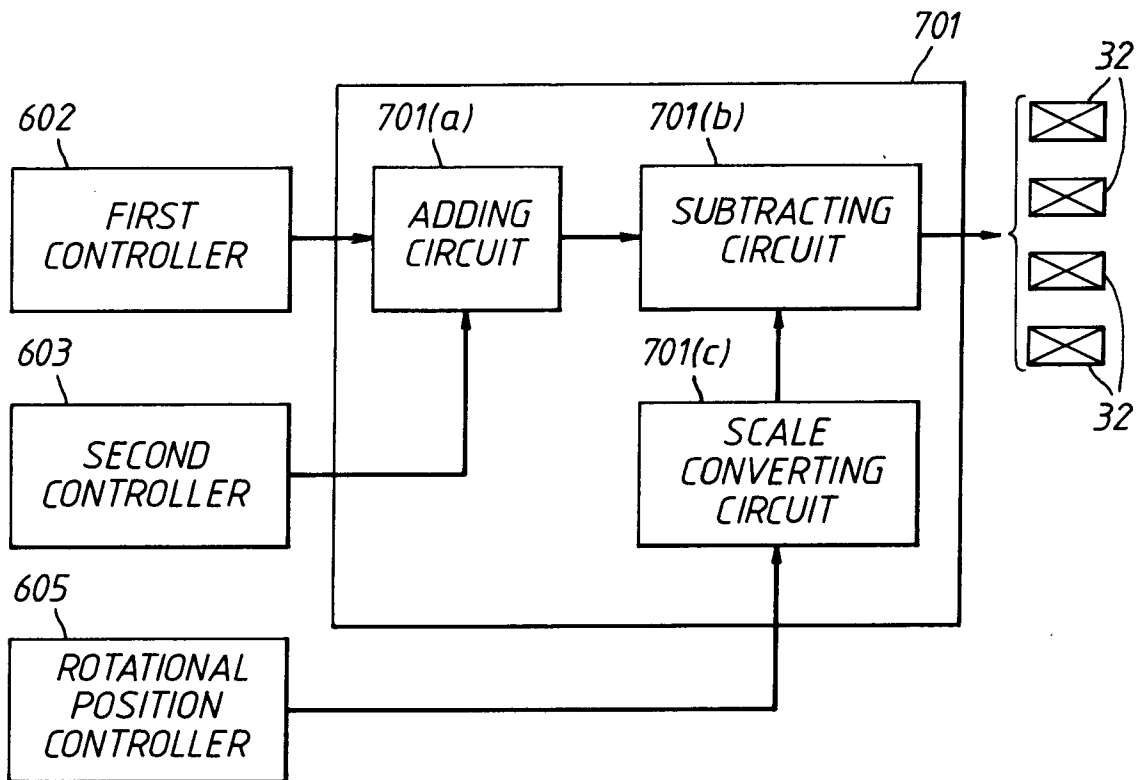 701
32
602
701(a)
701(b)
FIRST
CONTROLLER
ADDING
CIRCUIT
SUBTRACTING
CIRCUIT
603
701(c)
32
SECOND
CONTROLLER
SCALE
CONVERTING
CIRCUIT
605
ROTATIONAL
POSITION
CONTROLLER